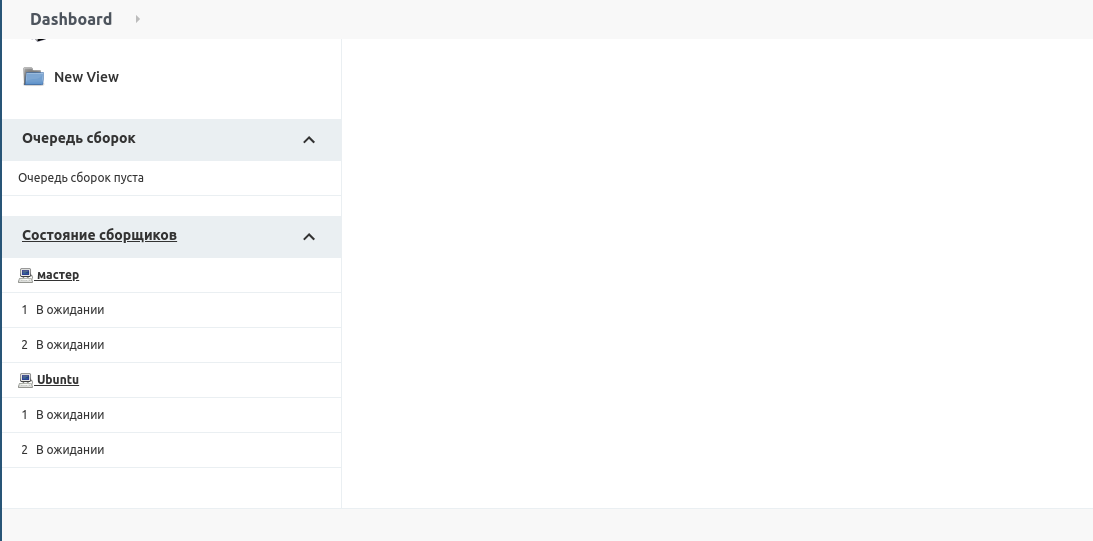 Dashboard
New View
Очередь сборок
Очередь сборок пуста
Состояние сборщиков
мастер
1 В ожидании
2 В ожидании
Ubuntu
1 В ожидании
2 В ожидании